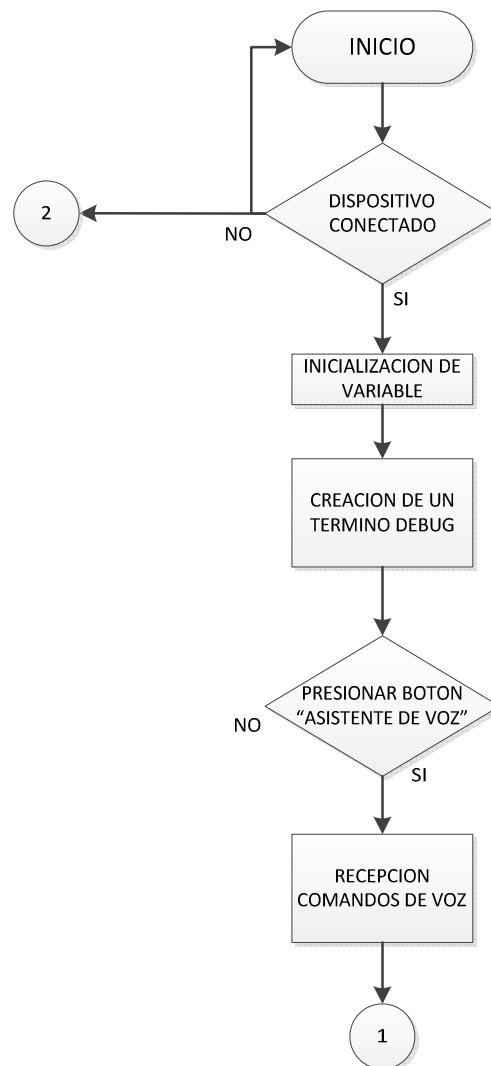 INICIO
DISPOSITIVO
CONECTADO
2
NO
SI
INICIALIZACION DE
VARIABLE
CREACION DE UN
TERMINO DEBUG
PRESIONAR BOTON
“ASISTENTE DE VOZ”
NO
SI
RECEPCION
COMANDOS DE VOZ
1